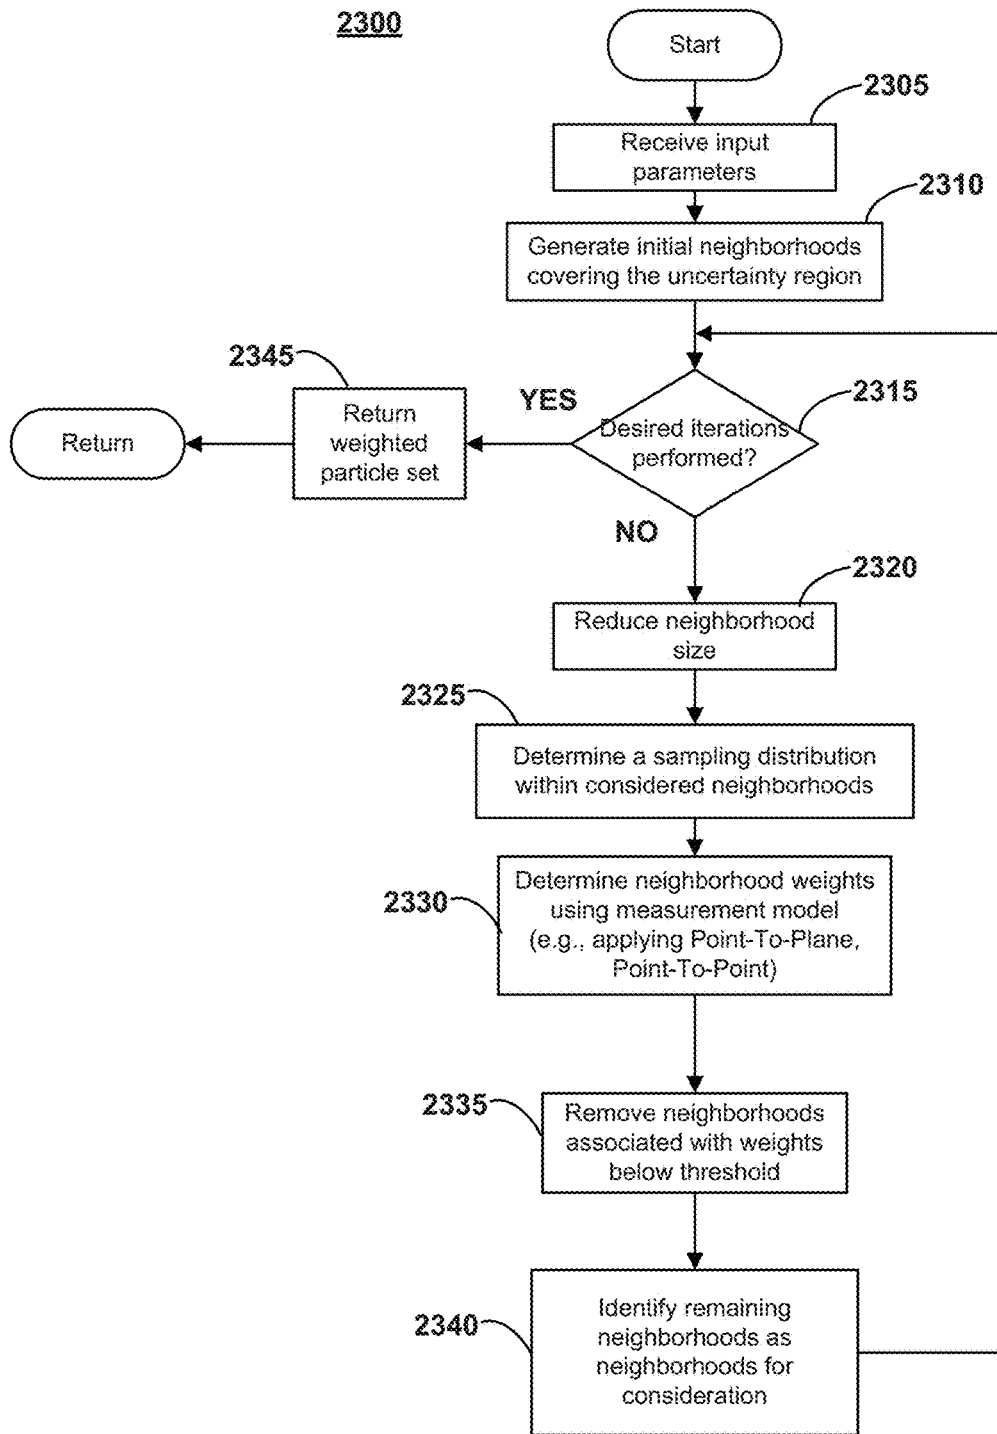 2300
Start
2305
Receive input
parameters
2310
Generate initial neighborhoods
covering the uncertainty region
2345
Return
weighted
particle set
Return
YES
2315
Desired iterations
performed?
NO
2320
Reduce neighborhood
size
2325
Determine a sampling distribution
within considered neighborhoods
2330
Determine neighborhood weights
using measurement model
(e.g., applying Point-To-Plane,
Point-To-Point)
2335
Remove neighborhoods
associated with weights
below threshold
2340
Identify remaining
neighborhoods as
neighborhoods for
consideration